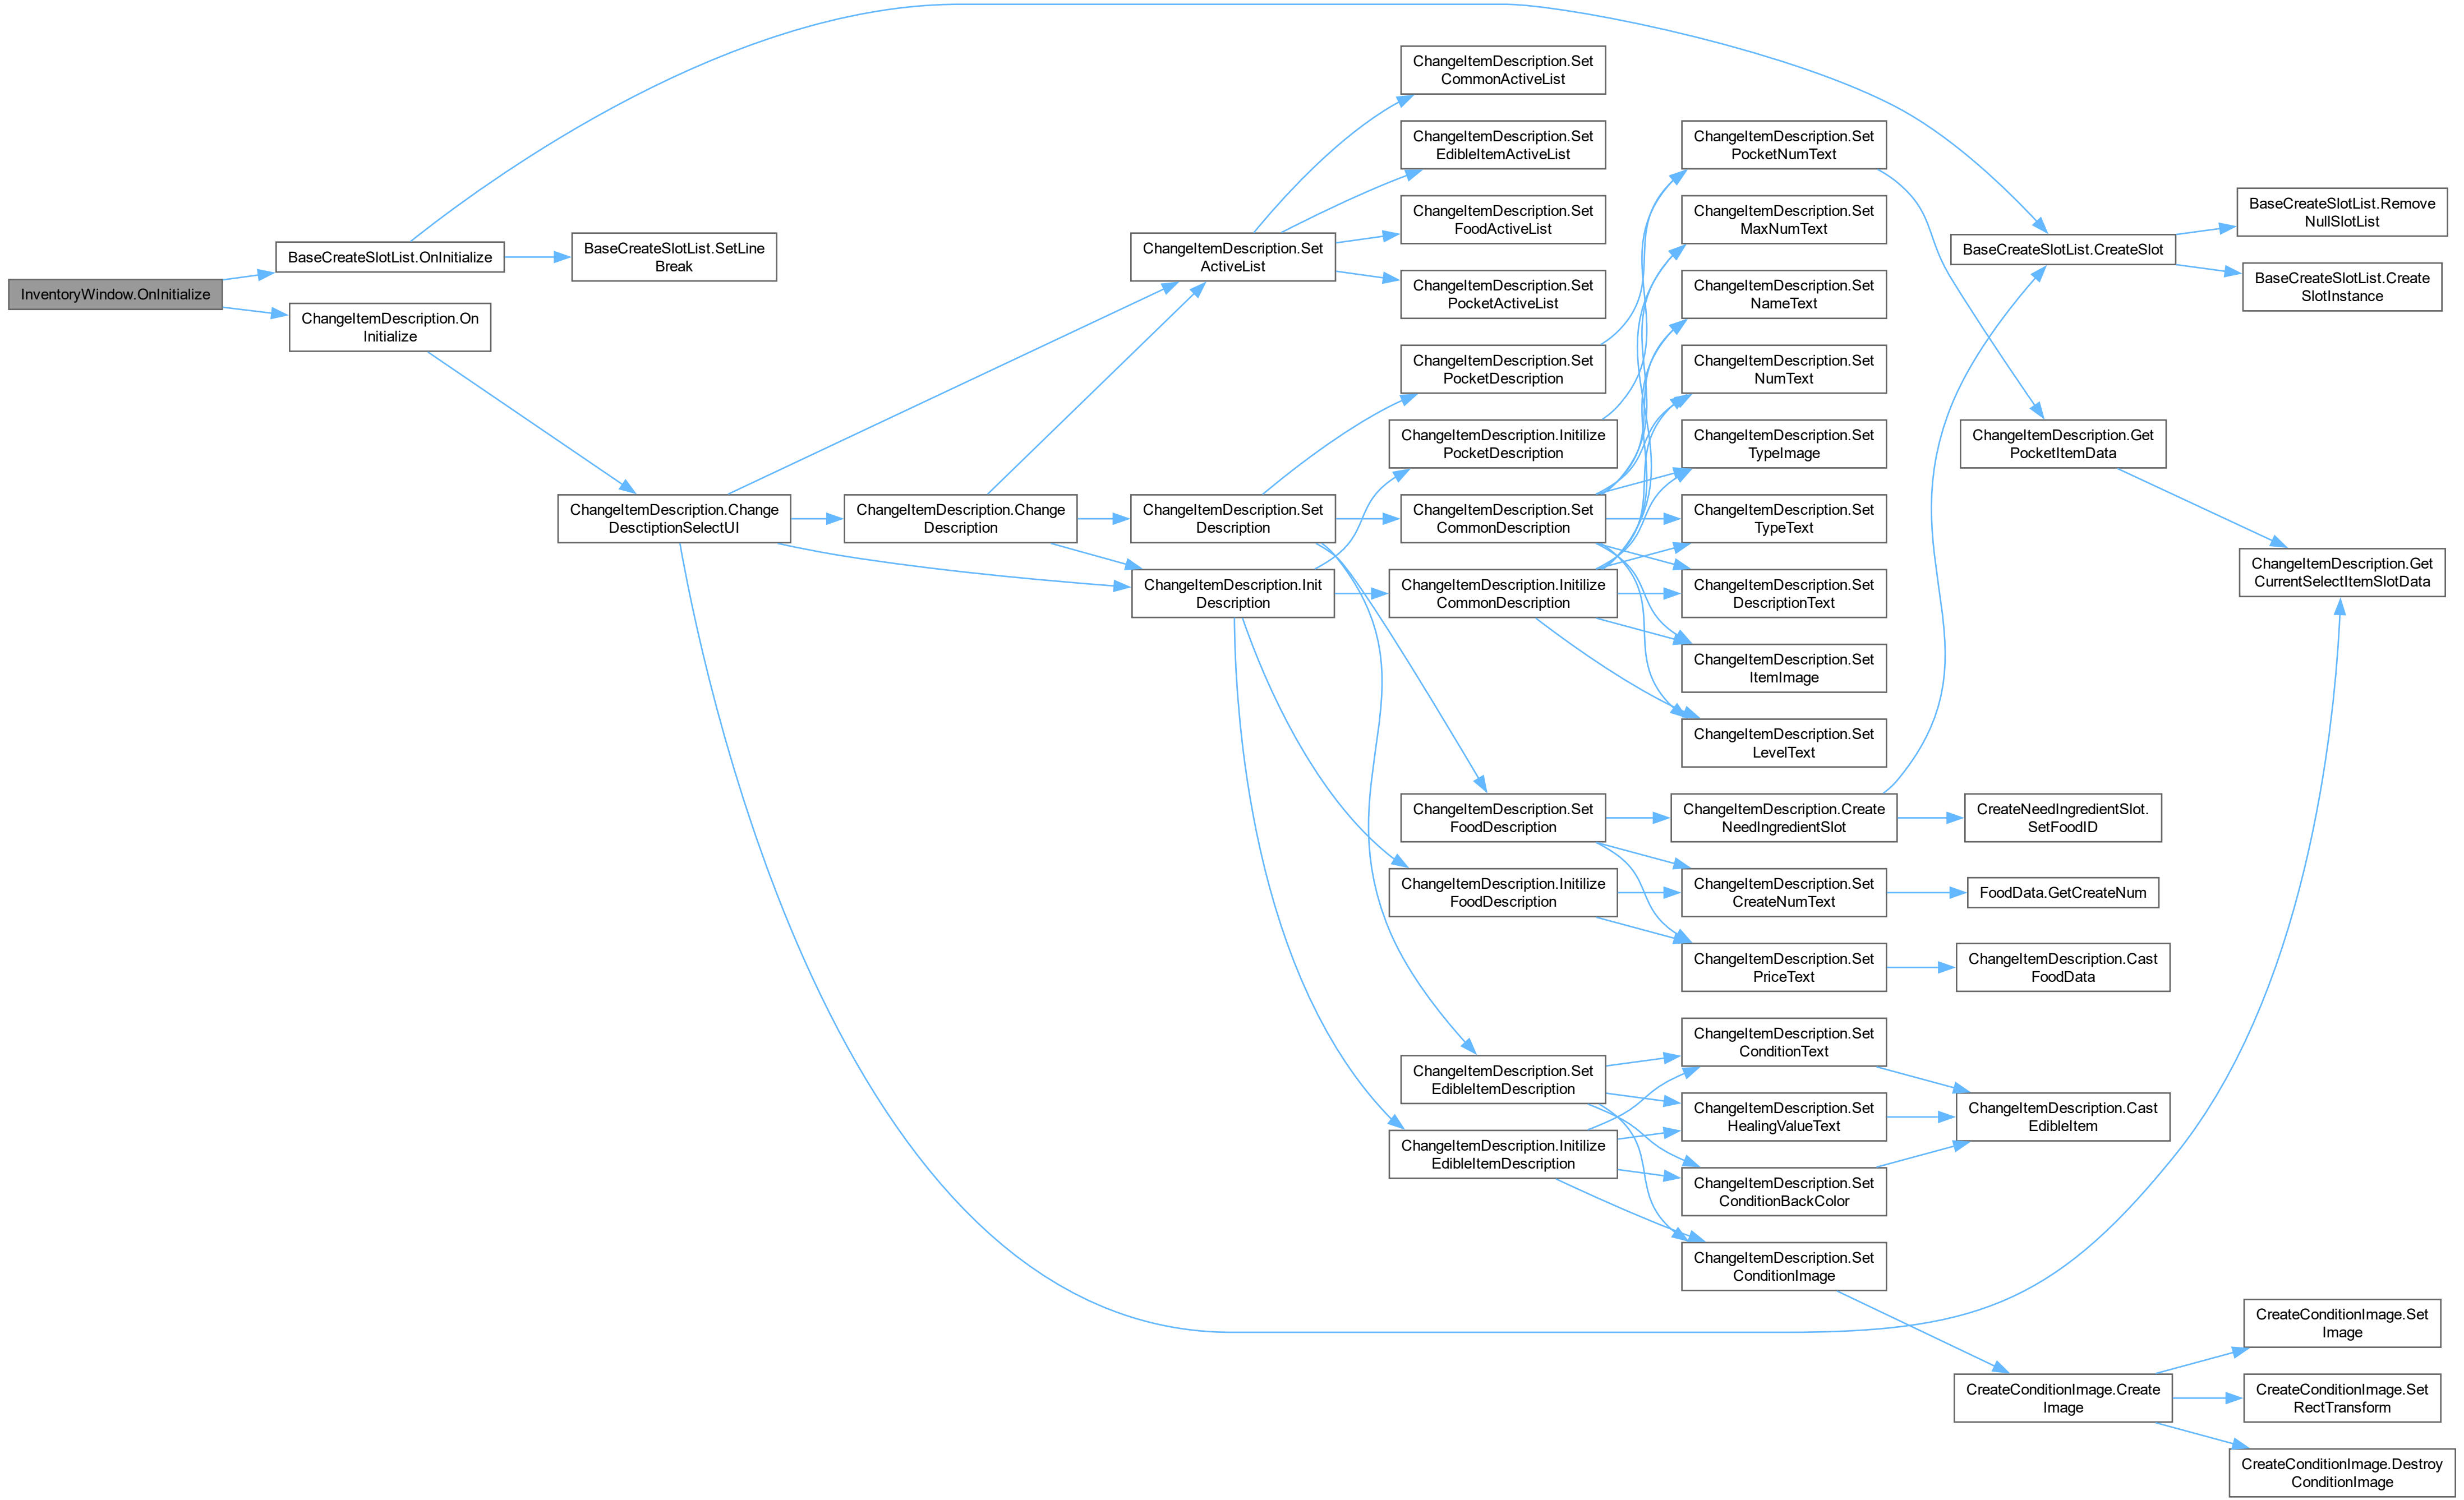 InventoryWindow.OnInitialize
BaseCreateSlotList.OnInitialize
ChangeItemDescription.On
Initialize
BaseCreateSlotList.SetLine
Break
ChangeItemDescription.Change
DesctiptionSelectUI
ChangeItemDescription.Change
Description
ChangeItemDescription.Set
ActiveList
ChangeItemDescription.Set
Description
ChangeItemDescription.Init
Description
ChangeItemDescription.Set
CommonActiveList
ChangeItemDescription.Set
EdibleItemActiveList
ChangeItemDescription.Set
FoodActiveList
ChangeItemDescription.Set
PocketActiveList
ChangeItemDescription.Set
PocketDescription
ChangeItemDescription.Initilize
PocketDescription
ChangeItemDescription.Set
CommonDescription
ChangeItemDescription.Initilize
CommonDescription
ChangeItemDescription.Set
FoodDescription
ChangeItemDescription.Initilize
FoodDescription
ChangeItemDescription.Set
EdibleItemDescription
ChangeItemDescription.Initilize
EdibleItemDescription
ChangeItemDescription.Set
PocketNumText
ChangeItemDescription.Set
MaxNumText
ChangeItemDescription.Set
NameText
ChangeItemDescription.Set
NumText
ChangeItemDescription.Set
TypeImage
ChangeItemDescription.Set
TypeText
ChangeItemDescription.Set
DescriptionText
ChangeItemDescription.Set
ItemImage
ChangeItemDescription.Set
LevelText
ChangeItemDescription.Create
NeedIngredientSlot
ChangeItemDescription.Set
CreateNumText
ChangeItemDescription.Set
PriceText
ChangeItemDescription.Set
ConditionText
ChangeItemDescription.Set
HealingValueText
ChangeItemDescription.Set
ConditionBackColor
ChangeItemDescription.Set
ConditionImage
BaseCreateSlotList.CreateSlot
ChangeItemDescription.Get
PocketItemData
CreateNeedIngredientSlot.
SetFoodID
FoodData.GetCreateNum
ChangeItemDescription.Cast
FoodData
ChangeItemDescription.Cast
EdibleItem
CreateConditionImage.Create
Image
BaseCreateSlotList.Remove
NullSlotList
BaseCreateSlotList.Create
SlotInstance
ChangeItemDescription.Get
CurrentSelectItemSlotData
CreateConditionImage.Set
Image
CreateConditionImage.Set
RectTransform
CreateConditionImage.Destroy
ConditionImage